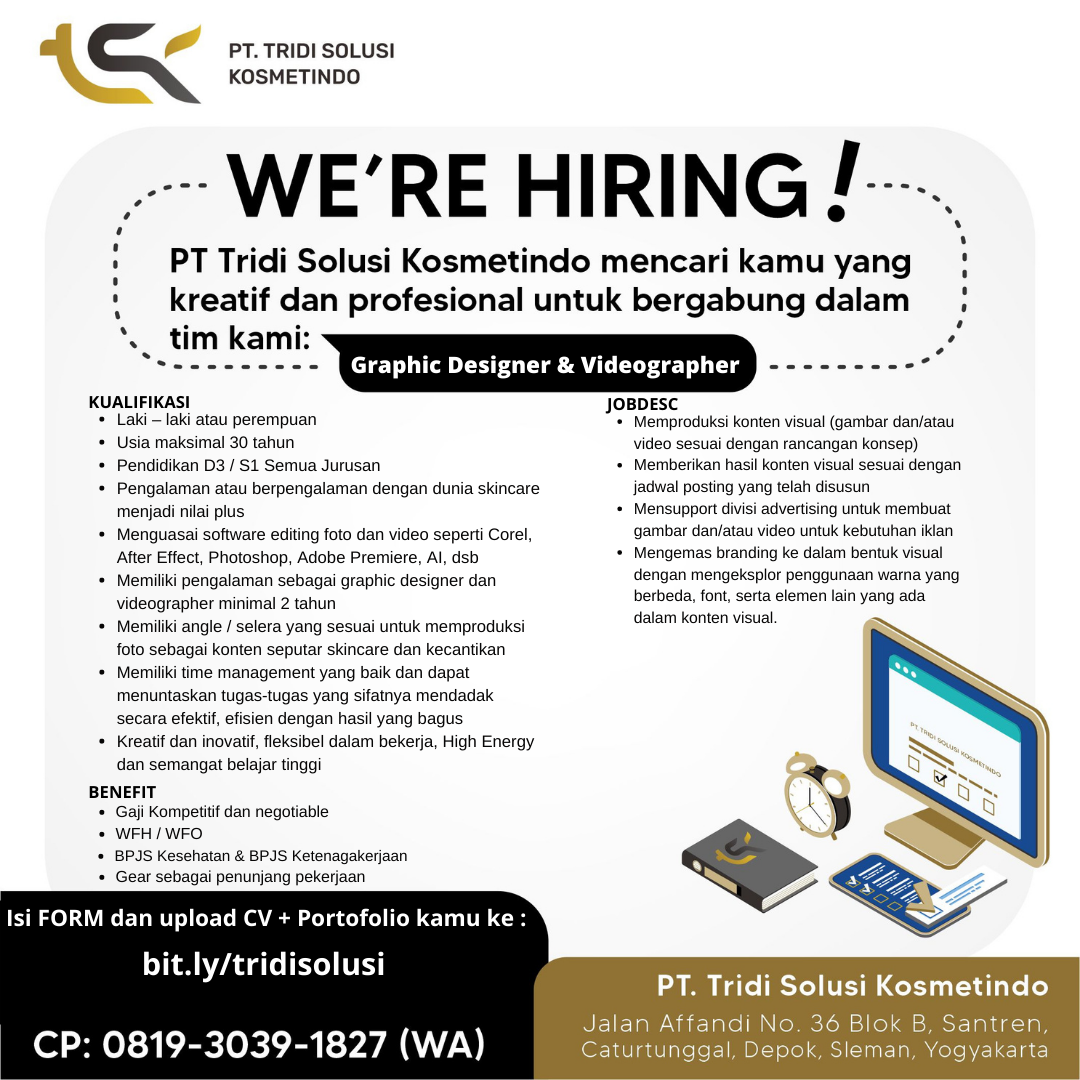 PT. TRIDI SOLUSI
KOSMETINDO
WE'RE HIRING!
PT Tridi Solusi Kosmetindo mencari kamu yang
kreatif dan profesional untuk bergabung dalam
tim kami:
Graphic Designer & Videographer
KUALIFIKASI
• Laki – laki atau perempuan
• Usia maksimal 30 tahun
• Pendidikan D3 / S1 Semua Jurusan
• Pengalaman atau berpengalaman dengan dunia skincare
menjadi nilai plus
• Menguasai software editing foto dan video seperti Corel,
After Effect, Photoshop, Adobe Premiere, AI, dsb
• Memiliki pengalaman sebagai graphic designer dan
videographer minimal 2 tahun
• Memiliki angle / selera yang sesuai untuk memproduksi
foto sebagai konten seputar skincare dan kecantikan
• Memiliki time management yang baik dan dapat
menuntaskan tugas-tugas yang sifatnya mendadak
secara efektif, efisien dengan hasil yang bagus
• Kreatif dan inovatif, fleksibel dalam bekerja, High Energy
dan semangat belajar tinggi
BENEFIT
• Gaji Kompetitif dan negotiable
• WFH / WFO
• BPJS Kesehatan & BPJS Ketenagakerjaan
• Gear sebagai penunjang pekerjaan
JOBDESC
• Memproduksi konten visual (gambar dan/atau
video sesuai dengan rancangan konsep)
• Memberikan hasil konten visual sesuai dengan
jadwal posting yang telah disusun
• Mensupport divisi advertising untuk membuat
gambar dan/atau video untuk kebutuhan iklan
• Mengemas branding ke dalam bentuk visual
dengan mengeksplor penggunaan warna yang
berbeda, font, serta elemen lain yang ada
dalam konten visual.
PT. TRIDI SOLUSI KOSMETINDO
Isi FORM dan upload CV + Portofolio kamu ke :
bit.ly/tridisolusi
CP: 0819-3039-1827 (WA)
PT. Tridi Solusi Kosmetindo
Jalan Affandi No. 36 Blok B, Santren,
Caturtunggal, Depok, Sleman, Yogyakarta